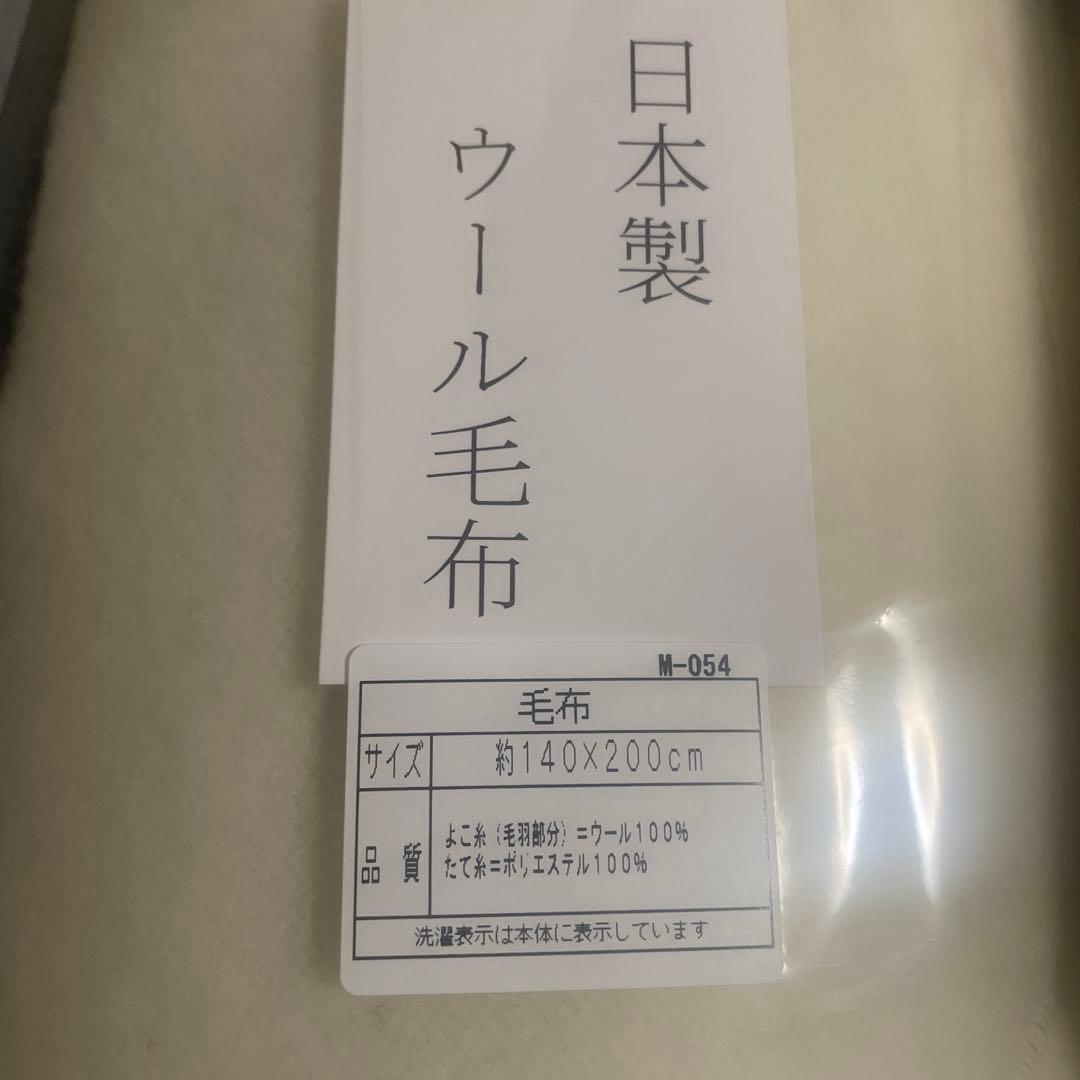 日本製
ウール毛布
M-054
毛布
サイズ 約140×200cm
品質 よこ糸(毛羽部分)=ウール100%
たて糸=ポリエステル100%
洗濯表示は本体に表示しています